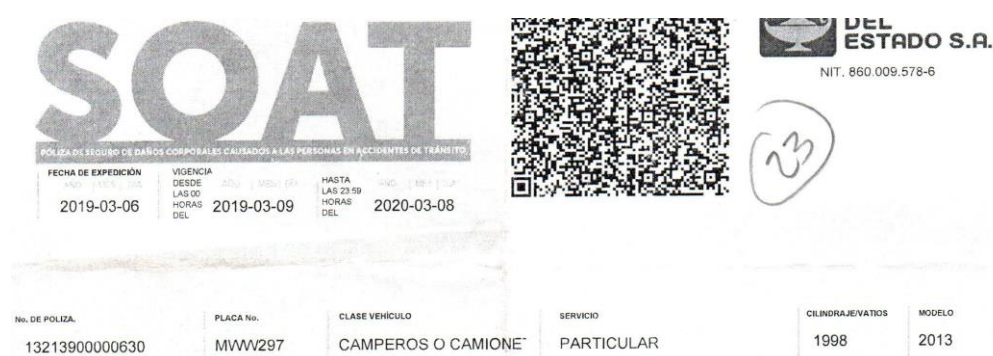 SOAT
DEL
ESTADO S.A.
NIT. 860.009.578-6
23
PÓLIZA DE SEGURO DE DAÑOS CORPORALES CAUSADOS A LAS PERSONAS EN ACCIDENTES DE TRÁNSITO
FECHA DE EXPEDICIÓN
2019-03-06
VIGENCIA
DESDE
LAS 00
HORAS
DEL
2019-03-09
HASTA
LAS 23:59
HORAS
DEL
2020-03-08
No. DE POLIZA.
13213900000630
PLACA No.
MWW297
CLASE VEHÍCULO
CAMPEROS O CAMIONET
SERVICIO
PARTICULAR
CILINDRAJE/VATIOS
1998
MODELO
2013